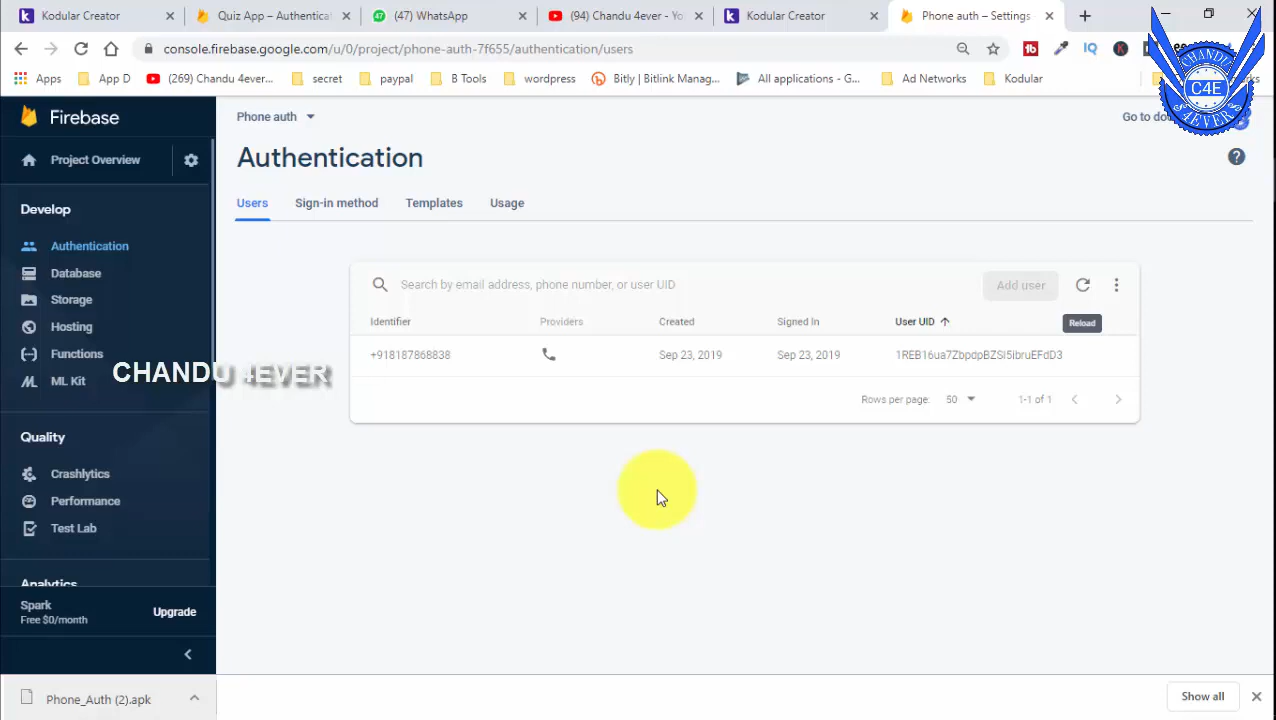 Kodular Creator
Quiz App – Authenticat
(47) WhatsApp
(94) Chandu 4ever - Yo
Kodular Creator
Phone auth – Settings
console.firebase.google.com/u/0/project/phone-auth-7f655/authentication/users
Apps
App D
(269) Chandu 4ever...
secret
paypal
8 Tools
wordpress
Bitly | Bitlink Manag...
All applications - G...
Ad Networks
Kodular
CHANDU
C4E
4EVER
Firebase
Phone auth
Project Overview
Authentication
Users
Sign-in method
Templates
Usage
Develop
Authentication
Database
Storage
Hosting
Functions
ML Kit
CHANDU 4EVER
Search by email address, phone number, or user UID
Add user
Identifier
Providers
Created
Signed In
User UID
Reload
+918187868838
Sep 23, 2019
Sep 23, 2019
1REB16ua7ZbpdpBZSI5ibruEFdD3
Rows per page:
50
1-1 of 1
Quality
Crashlytics
Performance
Test Lab
Analytics
Spark
Free $0/month
Upgrade
Phone_Auth (2).apk
Show all